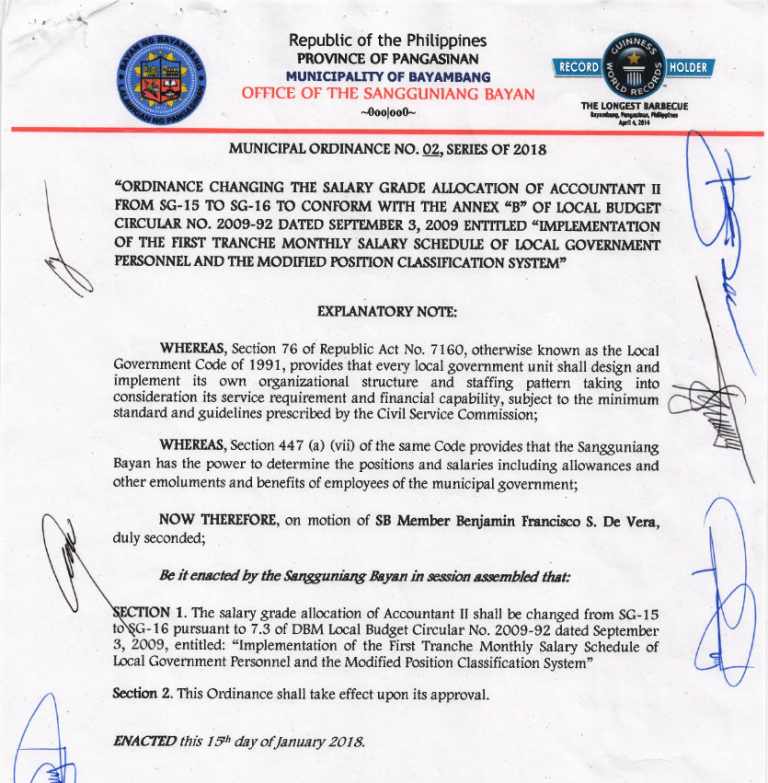 BAYAN NG BAYAMBANG
LALAWIGAN NG PANGASINAN
Republic of the Philippines
PROVINCE OF PANGASINAN
MUNICIPALITY OF BAYAMBANG
OFFICE OF THE SANGGUNIANG BAYAN
~0oo|oo0~
GUINNESS
RECORD HOLDER
WORLD RECORDS
THE LONGEST BARBECUE
Bayambang, Pangasinan, Philippines
April 4, 2014
MUNICIPAL ORDINANCE NO. 02, SERIES OF 2018
“ORDINANCE CHANGING THE SALARY GRADE ALLOCATION OF ACCOUNTANT II
FROM SG-15 TO SG-16 TO CONFORM WITH THE ANNEX “B” OF LOCAL BUDGET
CIRCULAR NO. 2009-92 DATED SEPTEMBER 3, 2009 ENTITLED “IMPLEMENTATION
OF THE FIRST TRANCHE MONTHLY SALARY SCHEDULE OF LOCAL GOVERNMENT
PERSONNEL AND THE MODIFIED POSITION CLASSIFICATION SYSTEM”
EXPLANATORY NOTE:
WHEREAS, Section 76 of Republic Act No. 7160, otherwise known as the Local
Government Code of 1991, provides that every local government unit shall design and
implement its own organizational structure and staffing pattern taking into
consideration its service requirement and financial capability, subject to the minimum
standard and guidelines prescribed by the Civil Service Commission;
WHEREAS, Section 447 (a) (vii) of the same Code provides that the Sangguniang
Bayan has the power to determine the positions and salaries including allowances and
other emoluments and benefits of employees of the municipal government;
NOW THEREFORE, on motion of SB Member Benjamin Francisco S. De Vera,
duly seconded;
Be it enacted by the Sangguniang Bayan in session assembled that:
SECTION 1. The salary grade allocation of Accountant II shall be changed from SG-15
to SG-16 pursuant to 7.3 of DBM Local Budget Circular No. 2009-92 dated September
3, 2009, entitled: “Implementation of the First Tranche Monthly Salary Schedule of
Local Government Personnel and the Modified Position Classification System”
Section 2. This Ordinance shall take effect upon its approval.
ENACTED this 15th day of January 2018.